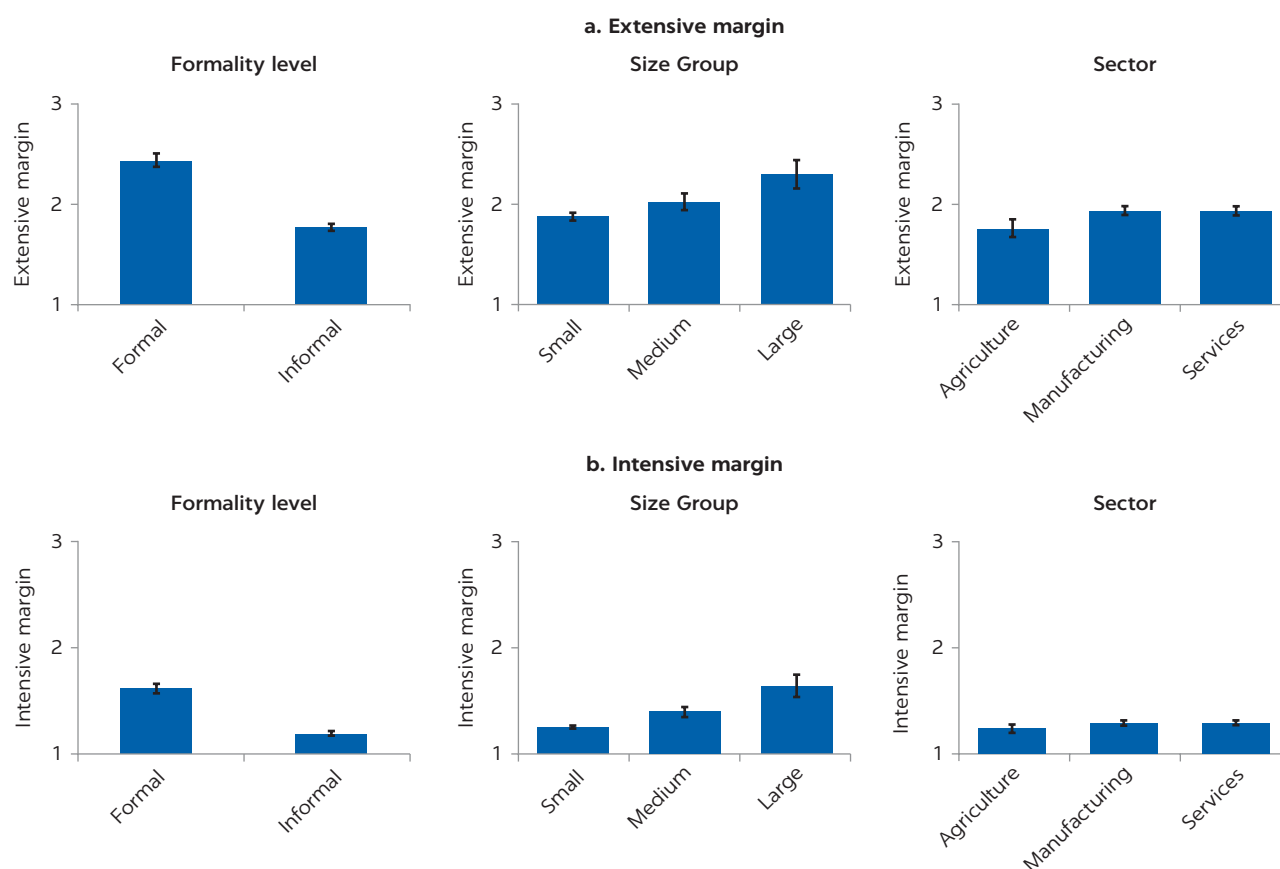 a. Extensive margin
Formality level
Size Group
Sector
Extensive margin
3
2
1
Formal
Informal
Extensive margin
3
2
1
Small
Medium
Large
Extensive margin
3
2
1
Agriculture
Manufacturing
Services
b. Intensive margin
Formality level
Size Group
Sector
Intensive margin
3
2
1
Formal
Informal
Intensive margin
3
2
1
Small
Medium
Large
Intensive margin
3
2
1
Agriculture
Manufacturing
Services